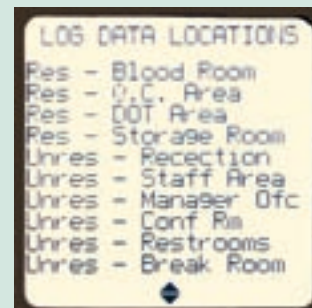 LOG DATA LOCATIONS
Res - Blood Room
Res - Q.C. Area
Res - DOT Area
Res - Storage Room
Unres - Recection
Unres - Staff Area
Unres - Manager Ofc
Unres - Conf Rm
Unres - Restrooms
Unres - Break Room